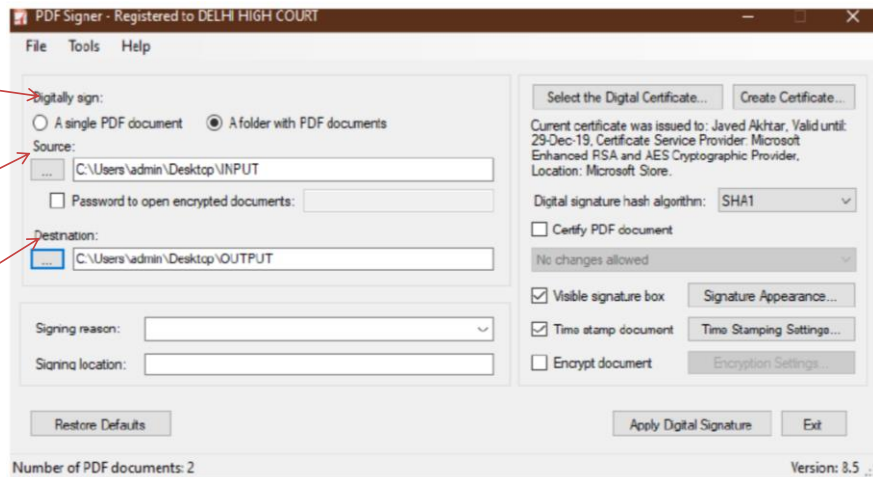 PDF Signer - Registered to DELHI HIGH COURT
File Tools Help
Digitally sign:
A single PDF document A folder with PDF documents
Source:
... C:\Users\admin\Desktop\INPUT
Password to open encrypted documents:
Destination:
... C:\Users\admin\Desktop\OUTPUT
Signing reason:
Signing location:
Select the Digital Certificate... Create Certificate...
Current certificate was issued to: Javed Akhtar, Valid until:
29-Dec-19, Certificate Service Provider: Microsoft
Enhanced RSA and AES Cryptographic Provider,
Location: Microsoft Store.
Digital signature hash algorithm: SHA1
Certify PDF document
No changes allowed
Visible signature box Signature Appearance...
Time stamp document Time Stamping Settings...
Encrypt document Encryption Settings...
Restore Defaults Apply Digital Signature Exit
Number of PDF documents: 2 Version: 8.5